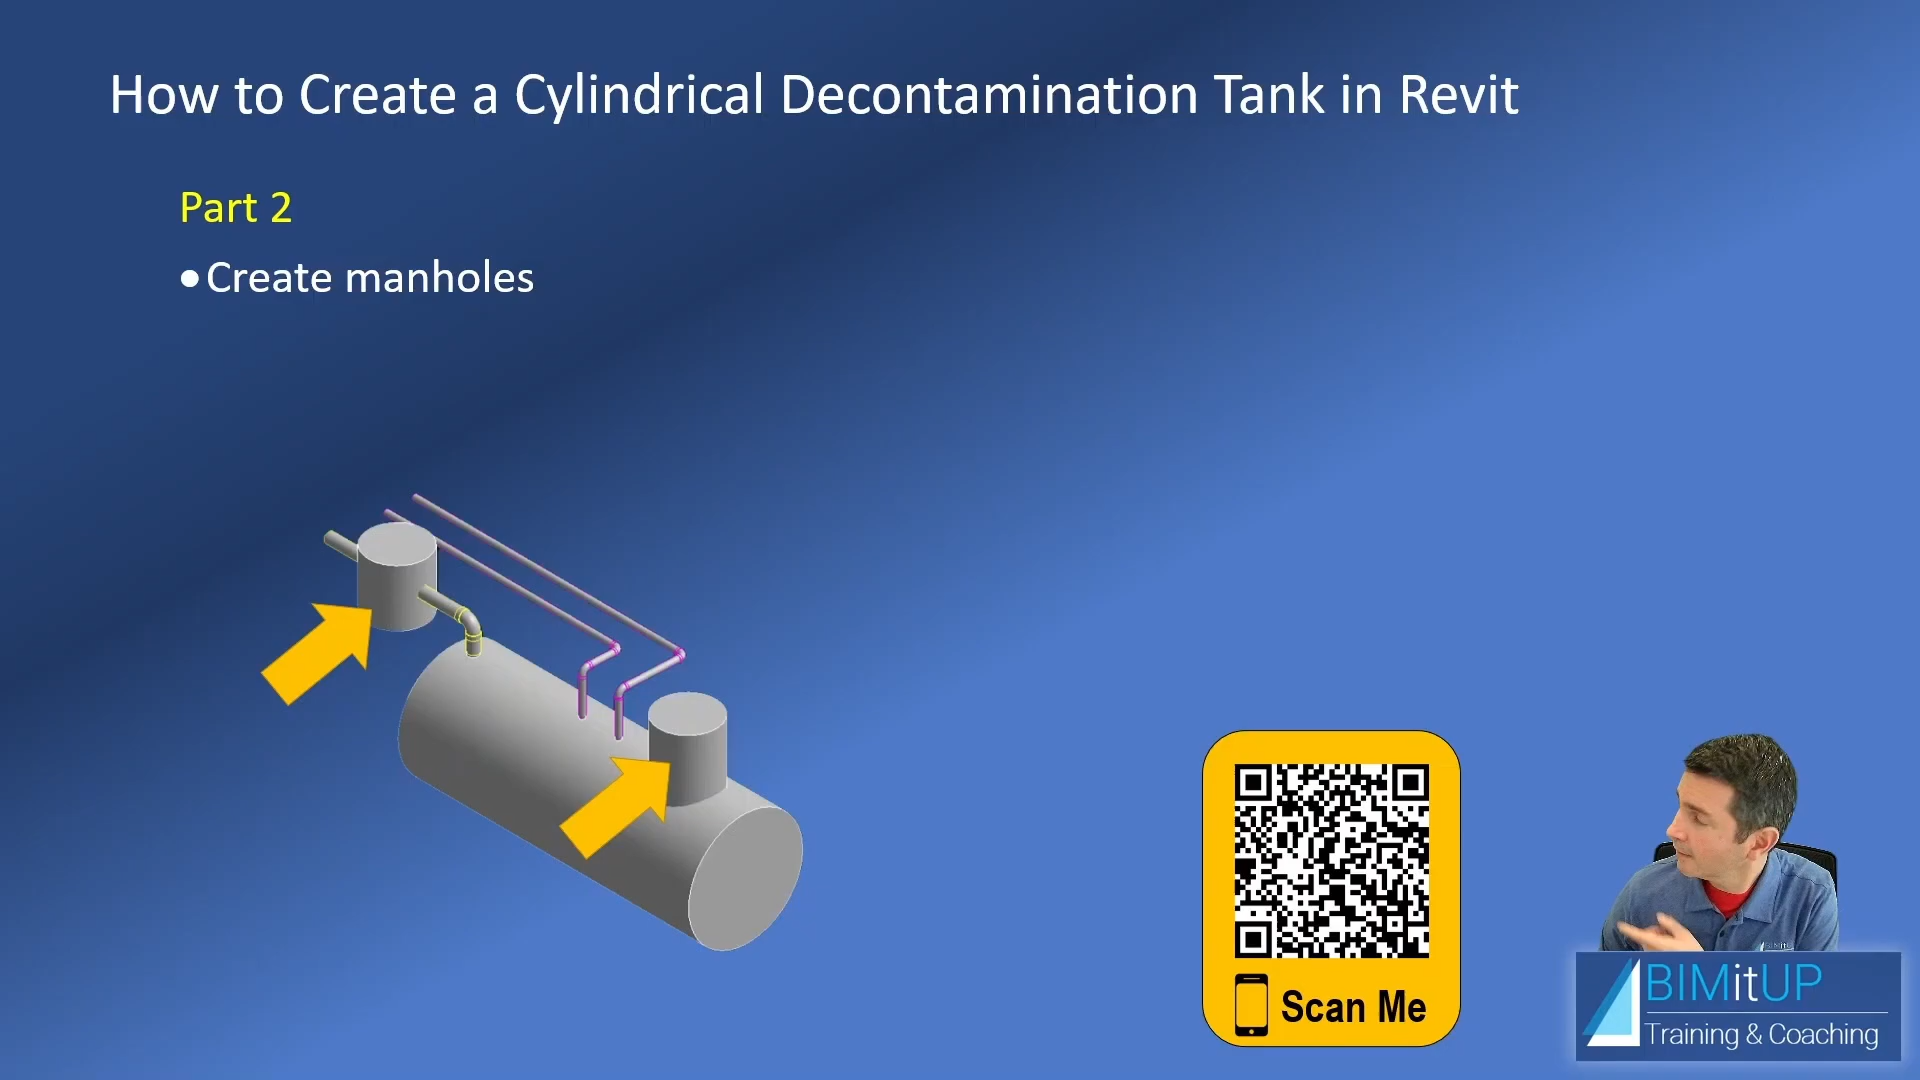 How to Create a Cylindrical Decontamination Tank in Revit
Part 2
•Create manholes
Scan Me
BIMitUP
Training & Coaching